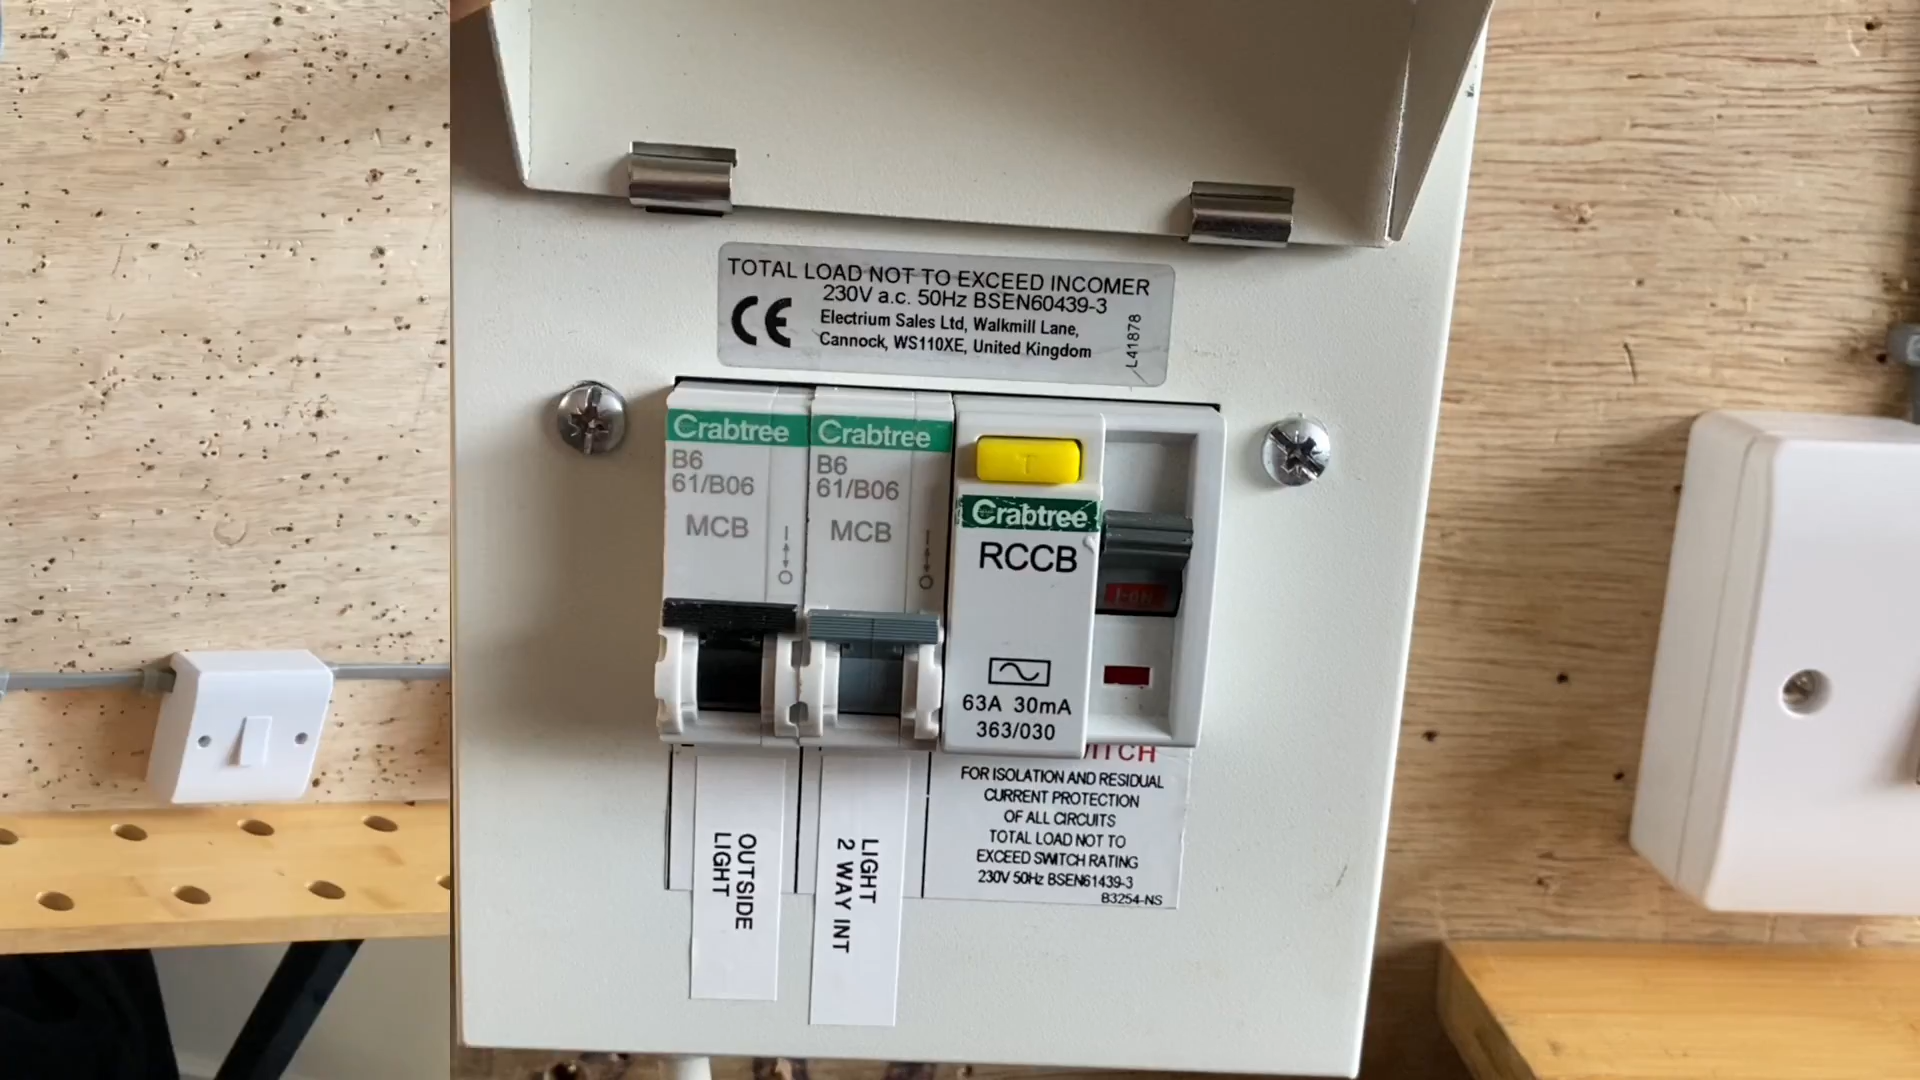 TOTAL LOAD NOT TO EXCEED INCOMER
230V a.c. 50Hz BSEN60439-3
CE
Electrium Sales Ltd, Walkmill Lane,
Cannock, WS110XE, United Kingdom
L41878
Crabtree
B6
61/B06
MCB
I
O
Crabtree
B6
61/B06
MCB
I
O
T
Crabtree
RCCB
I-ON
63A 30mA
363/030
FOR ISOLATION AND RESIDUAL
CURRENT PROTECTION
OF ALL CIRCUITS
TOTAL LOAD NOT TO
EXCEED SWITCH RATING
230V 50Hz BSEN61439-3
B3254-NS
OUTSIDE
LIGHT
LIGHT
2 WAY INT